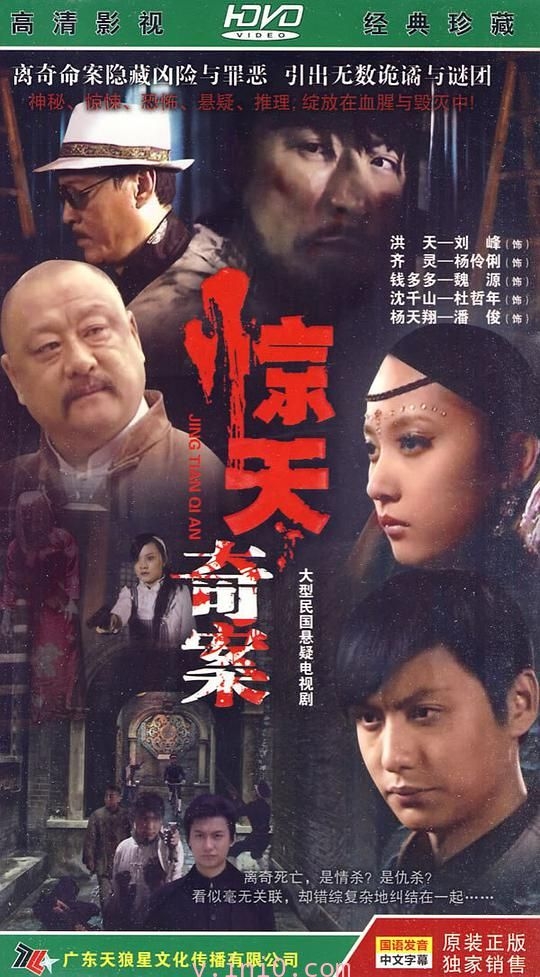 高清影视
HDVD
VIDEO
经典珍藏
离奇命案隐藏凶险与罪恶 引出无数诡谲与谜团
神秘、惊悚、恐怖、悬疑、推理,绽放在血腥与毁灭中!
洪 天—刘 峰(饰)
齐 灵—杨伶俐(饰)
钱多多—魏 源(饰)
沈千山—杜哲年(饰)
杨天翔—潘 俊(饰)
惊天
奇案
JING TIAN QI AN
大型民国悬疑电视剧
离奇死亡，是情杀？是仇杀？
看似毫无关联，却错综复杂地纠结在一起……
广东天狼星文化传播有限公司
国语发音
中文字幕
原装正版
独家销售
v.1m10.com